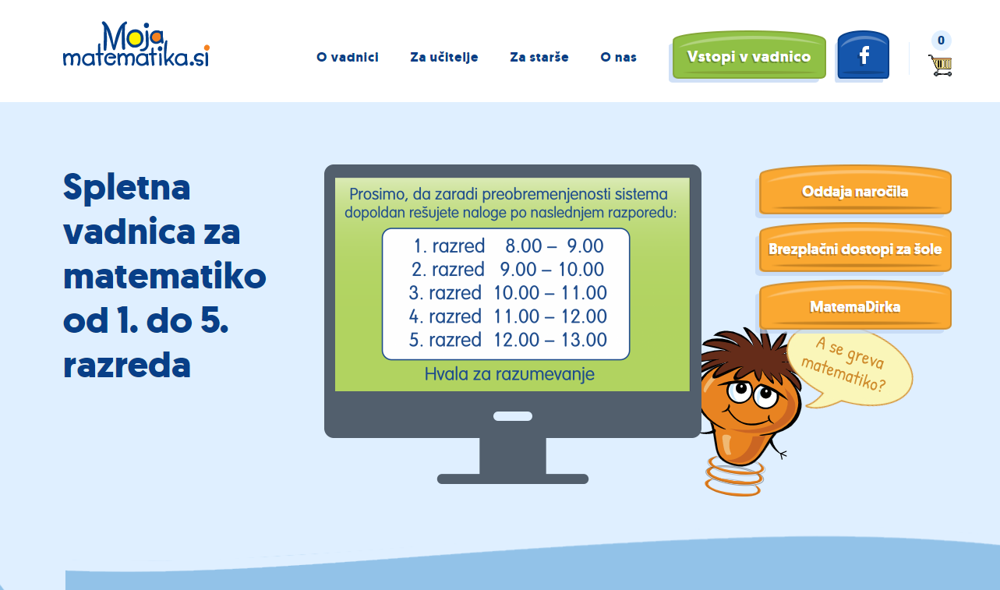 Moja
matematika.si
O vadnici
Za učitelje
Za starše
O nas
Vstopi v vadnico
f
0
Spletna
vadnica za
matematiko
od 1. do 5.
razreda
Prosimo, da zaradi preobremenjenosti sistema
dopoldan rešujete naloge po naslednjem razporedu:
1. razred 8.00 – 9.00
2. razred 9.00 – 10.00
3. razred 10.00 – 11.00
4. razred 11.00 – 12.00
5. razred 12.00 – 13.00
Hvala za razumevanje
Oddaja naročila
Brezplačni dostopi za šole
MatemaDirka
A se greva
matematiko?